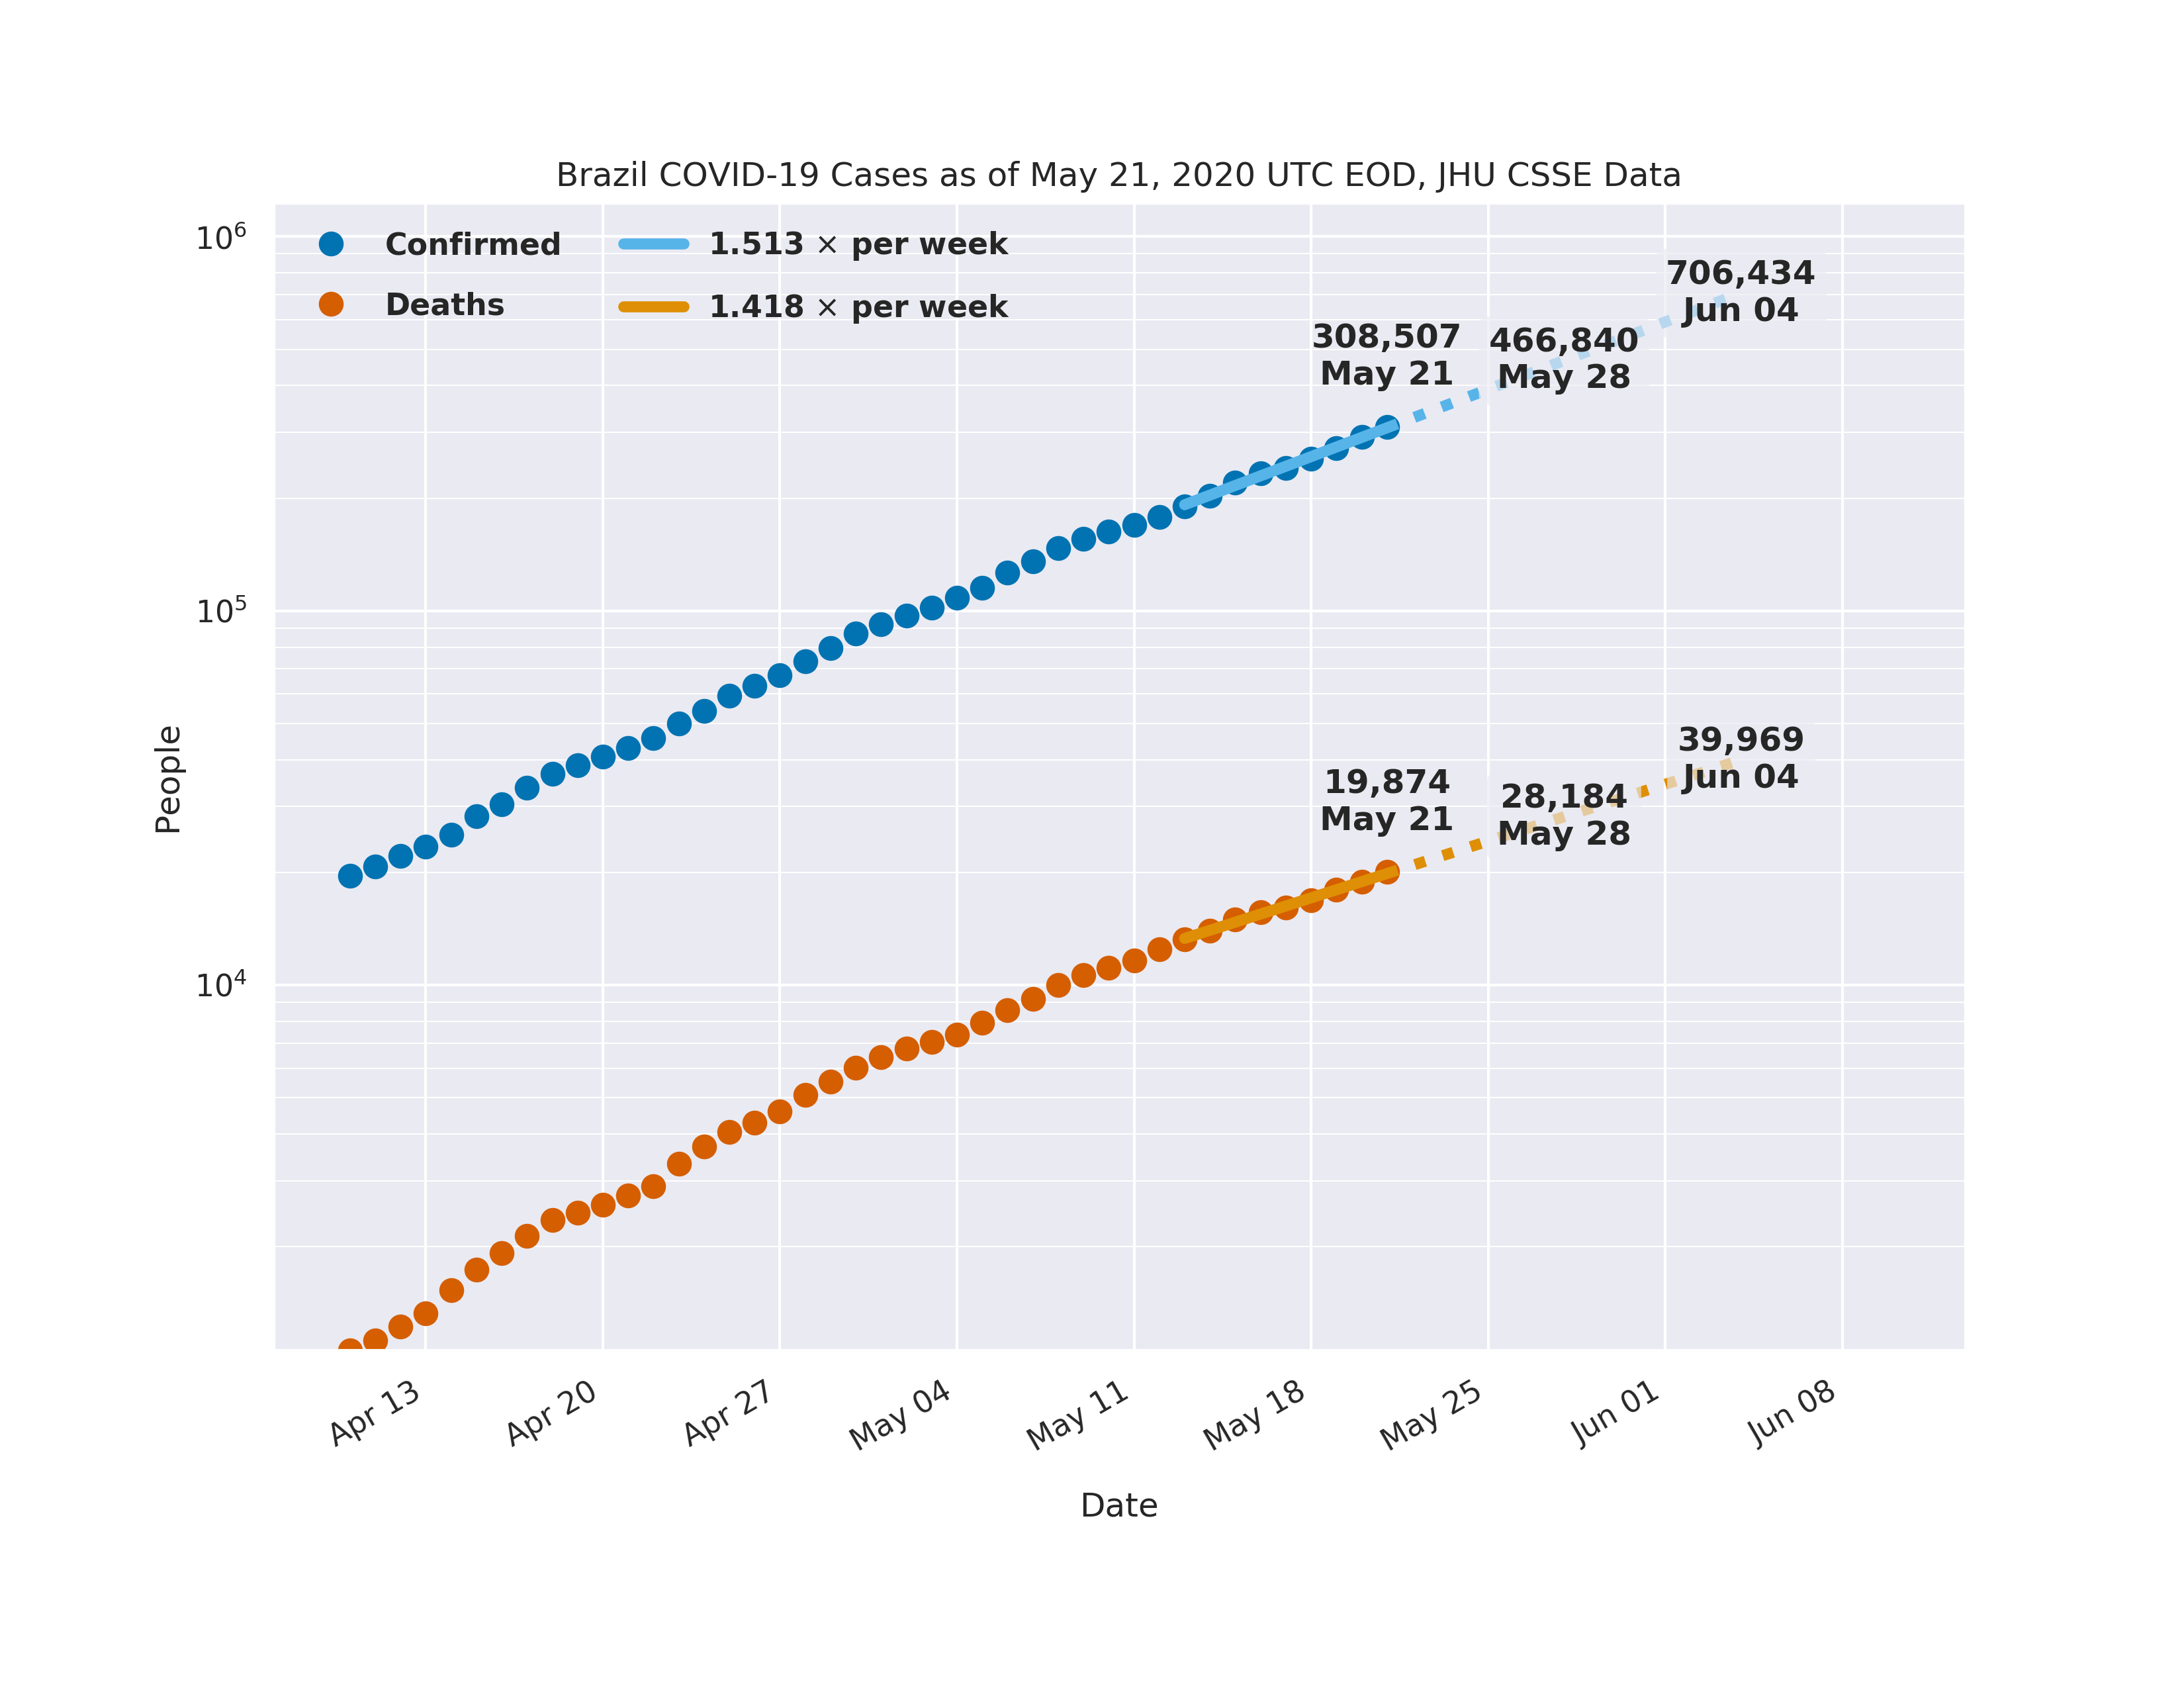 Brazil COVID-19 Cases as of May 21, 2020 UTC EOD, JHU CSSE Data
Confirmed
Deaths
1.513 × per week
1.418 × per week
706,434
Jun 04
308,507
May 21
466,840
May 28
39,969
Jun 04
19,874
May 21
28,184
May 28
10⁶
10⁵
10⁴
People
Apr 13
Apr 20
Apr 27
May 04
May 11
May 18
May 25
Jun 01
Jun 08
Date